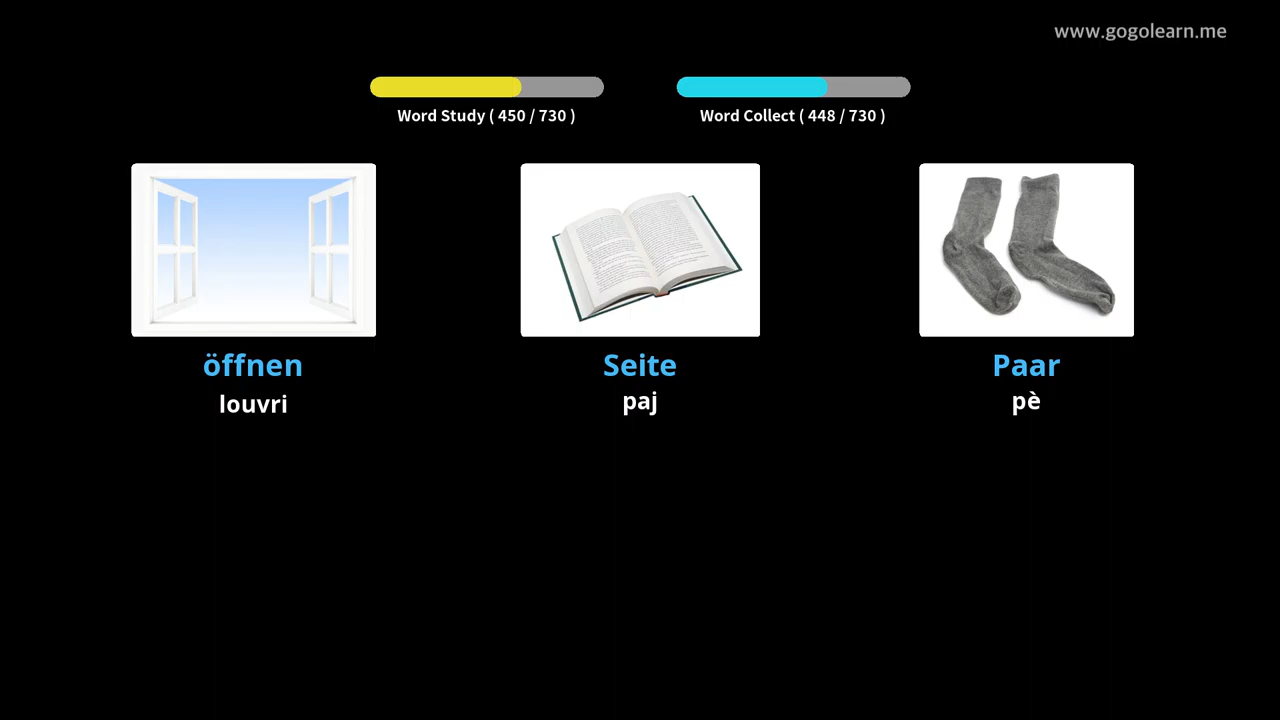 www.gogolearn.me
Word Study ( 450 / 730 )
Word Collect ( 448 / 730 )
öffnen
louvri
Seite
paj
Paar
pè